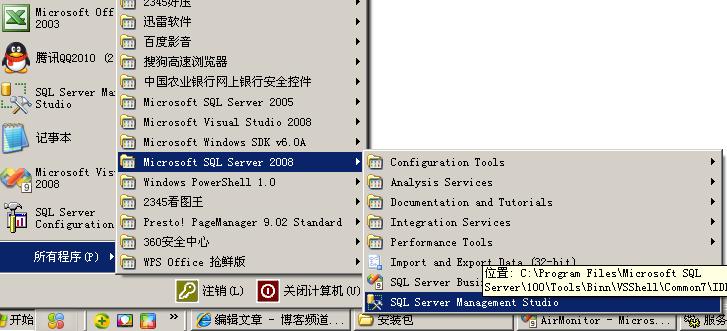 Microsoft Off
2003
腾讯QQ2010 (2
SQL Server Ma
Studio
记事本
Microsoft Vis
2008
SQL Server
Configuration
所有程序(P)
2345好压
迅雷软件
百度影音
搜狗高速浏览器
中国农业银行网上银行安全控件
Microsoft SQL Server 2005
Microsoft Visual Studio 2008
Microsoft Windows SDK v6.0A
Microsoft SQL Server 2008
Windows PowerShell 1.0
2345看图王
Presto! PageManager 9.02 Standard
360安全中心
WPS Office 抢鲜版
Configuration Tools
Analysis Services
Documentation and Tutorials
Integration Services
Performance Tools
Import and Export Data (32-bit)
SQL Server Busi
SQL Server Management Studio
位置: C:\Program Files\Microsoft SQL
Server\100\Tools\Binn\VSShell\Common7\IDE
注销(L)
关闭计算机(U)
开始
编辑文章 - 博客频道...
安装包
AirMonitor - Micros...
服务